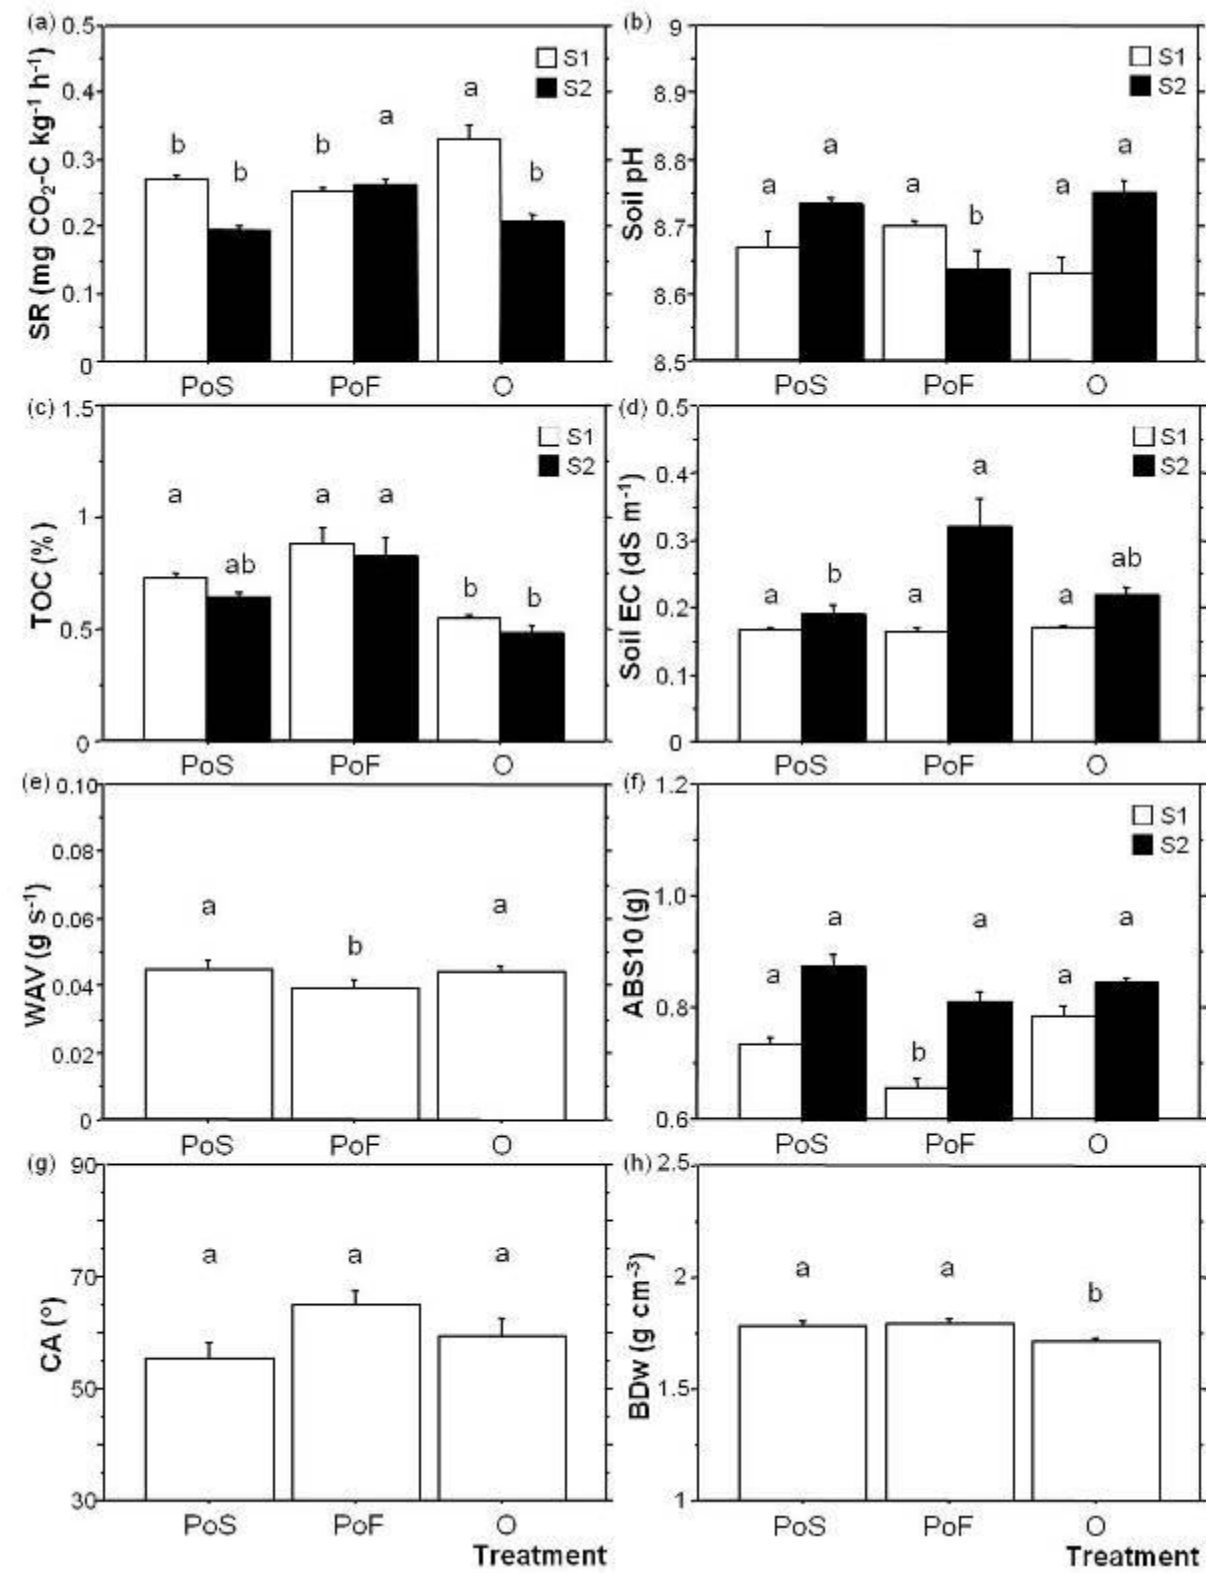 (a) 0.5
0.4
0.3
0.2
0.1
0
SR (mg CO₂-C kg⁻¹ h⁻¹)
S1
S2
b
b
b
a
a
b
PoS PoF O
(b) 9
8.9
8.8
8.7
8.6
8.5
Soil pH
S1
S2
a
a
a
b
a
a
PoS PoF O
(c) 1.5
1
0.5
0
TOC (%)
S1
S2
a
ab
a
a
b
b
PoS PoF O
(d) 0.5
0.4
0.3
0.2
0.1
0
Soil EC (dS m⁻¹)
S1
S2
a
b
a
a
a
ab
PoS PoF O
(e) 0.10
0.08
0.06
0.04
0.02
0
WAV (g s⁻¹)
a
b
a
PoS PoF O
(f) 1.2
1.0
0.8
0.6
ABS10 (g)
S1
S2
a
a
b
a
a
a
PoS PoF O
(g) 90
70
50
30
CA (°)
a
a
a
PoS PoF O
Treatment
(h) 2.5
2
1.5
1
BDw (g cm⁻³)
a
a
b
PoS PoF O
Treatment